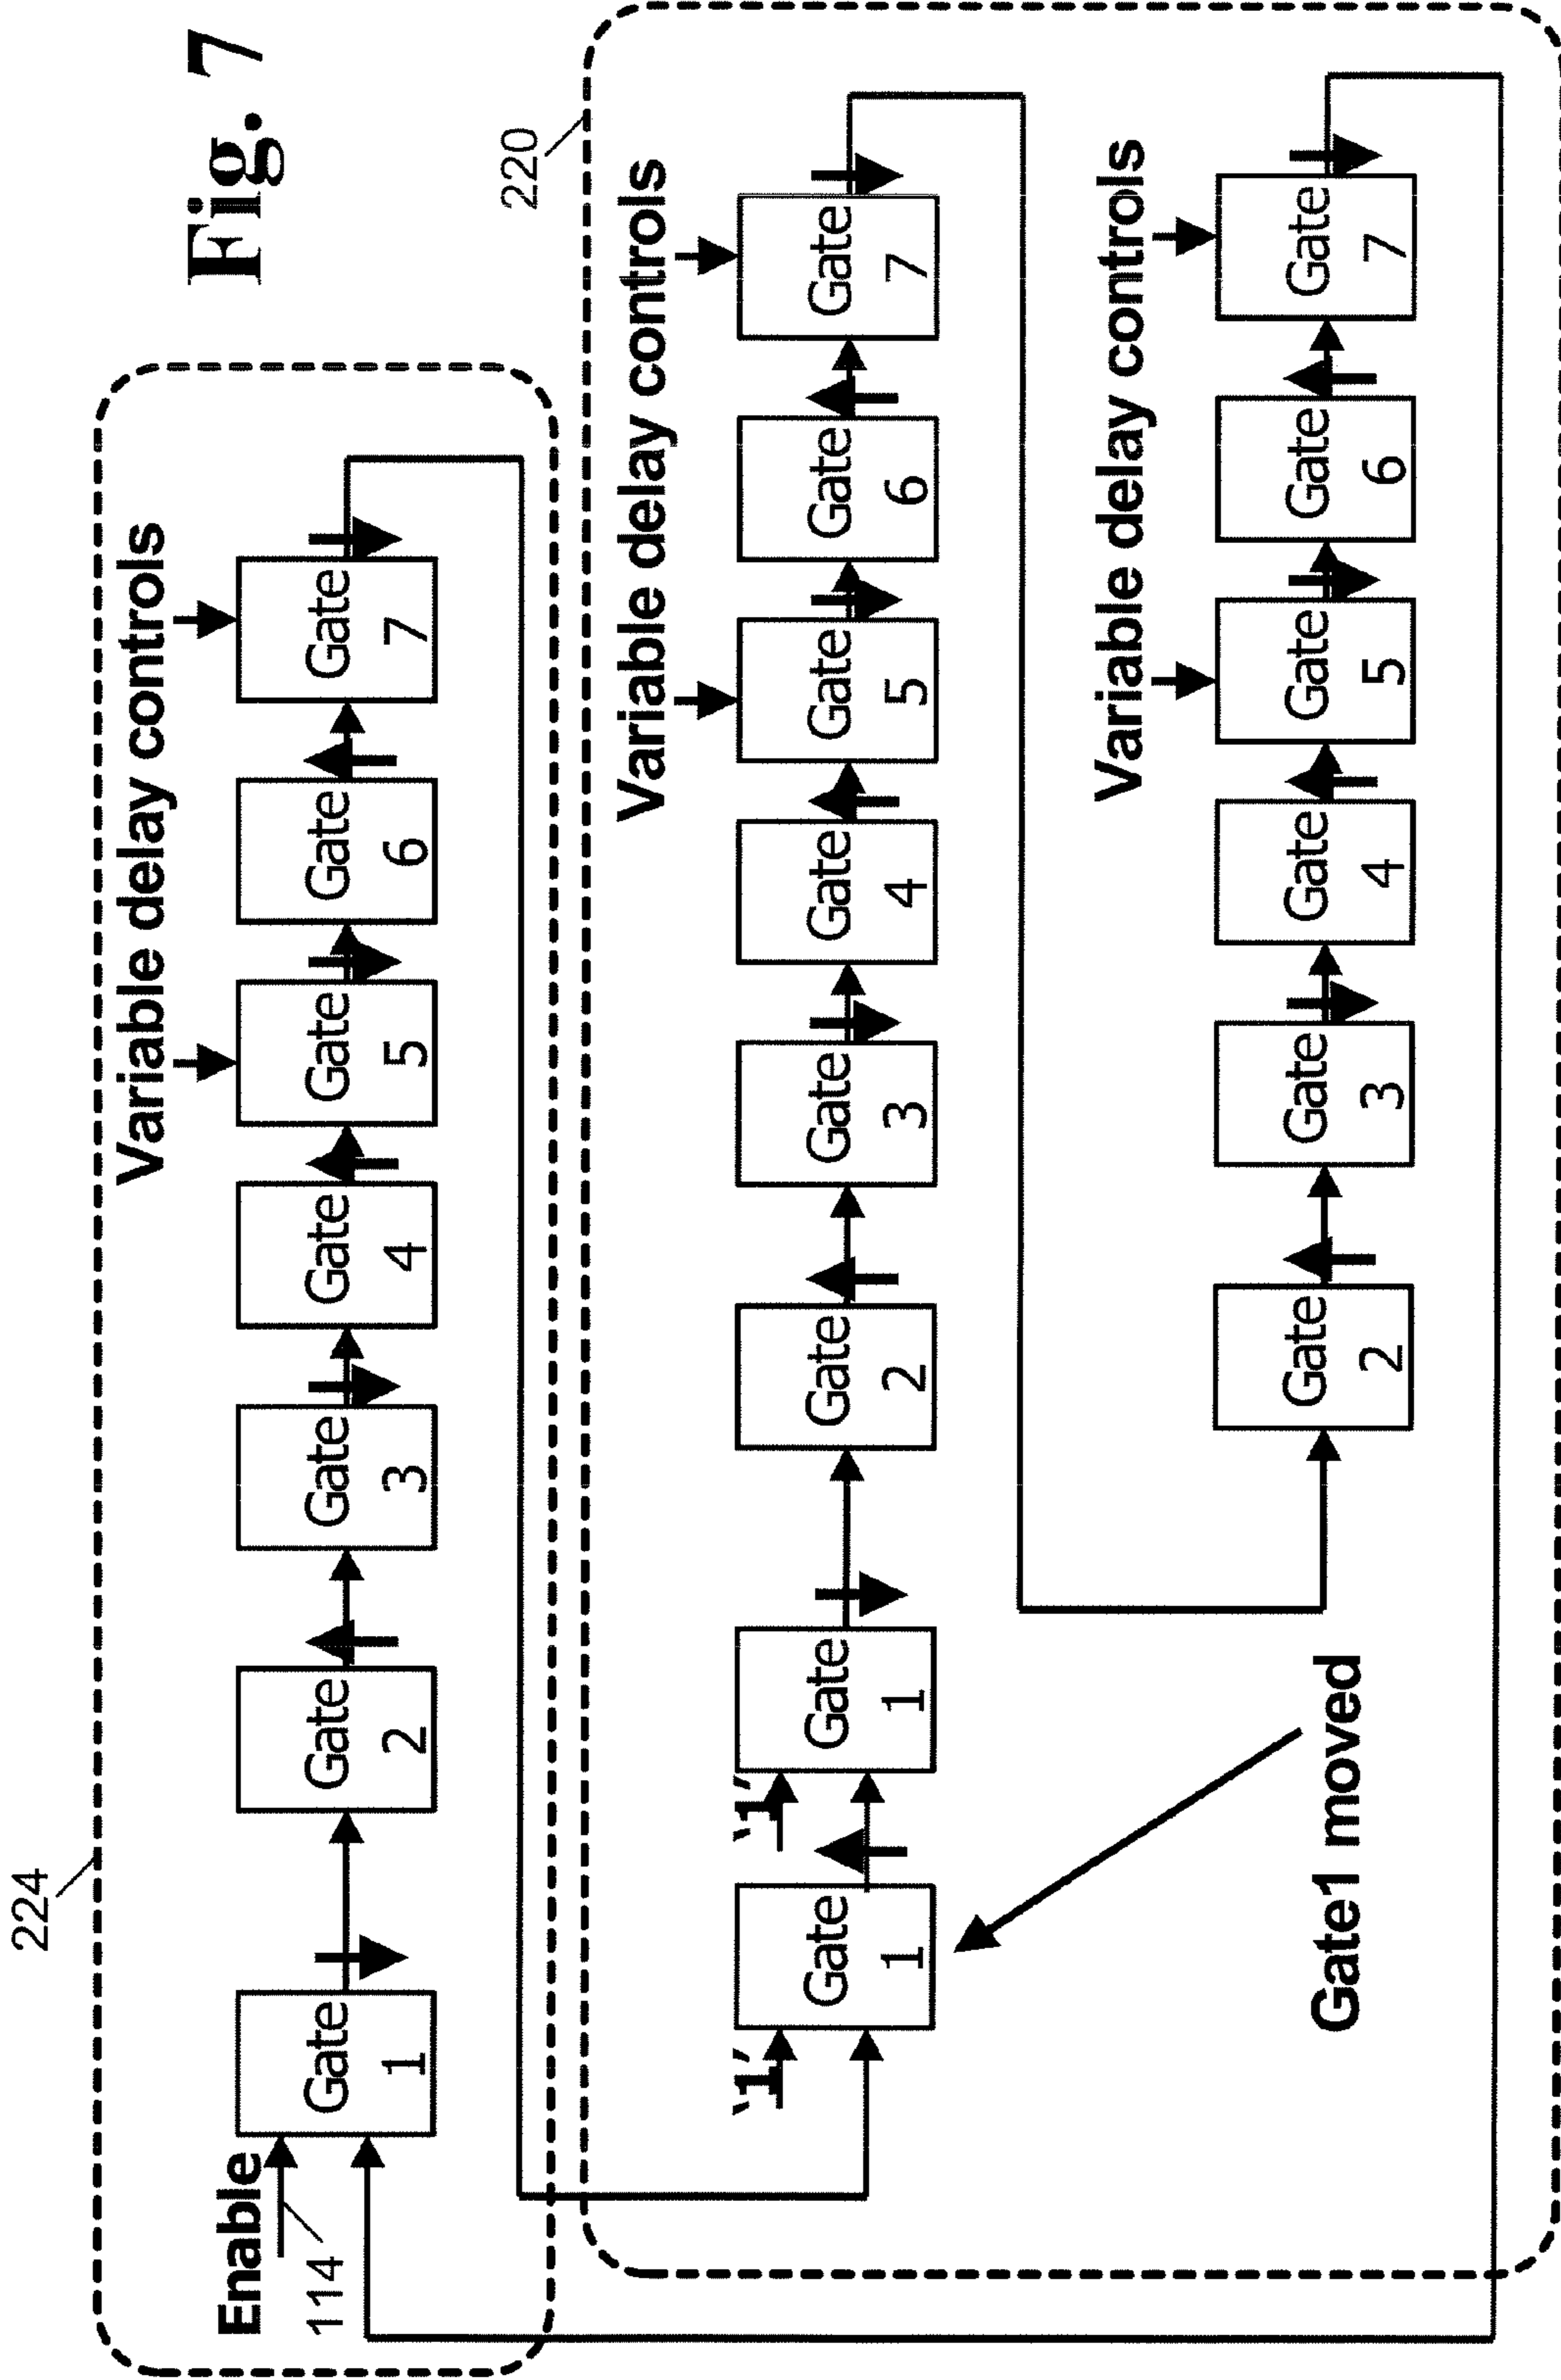 Fig. 7
224
Variable delay controls
Enable
114
Gate 1
Gate 2
Gate 3
Gate 4
Gate 5
Gate 6
Gate 7
220
Variable delay controls
'1'
Gate 1
'1'
Gate 1
Gate 2
Gate 3
Gate 4
Gate 5
Gate 6
Gate 7
Variable delay controls
Gate1 moved
Gate 2
Gate 3
Gate 4
Gate 5
Gate 6
Gate 7